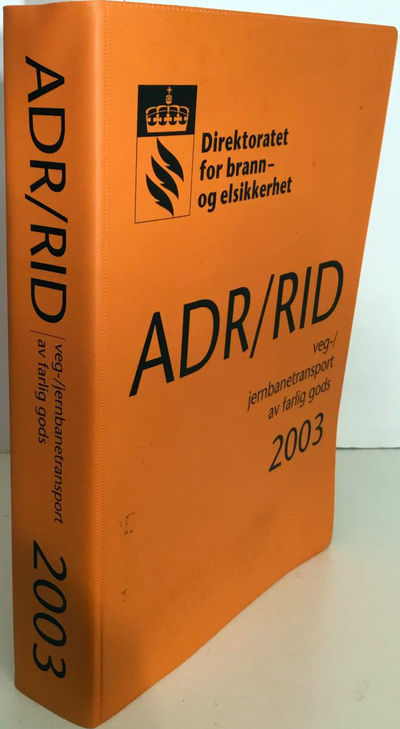 ADR/RID
veg-/jernbanetransport
av farlig gods
2003
Direktoratet
for brann-
og elsikkerhet
ADR/RID
veg-/
jernbanetransport
av farlig gods
2003